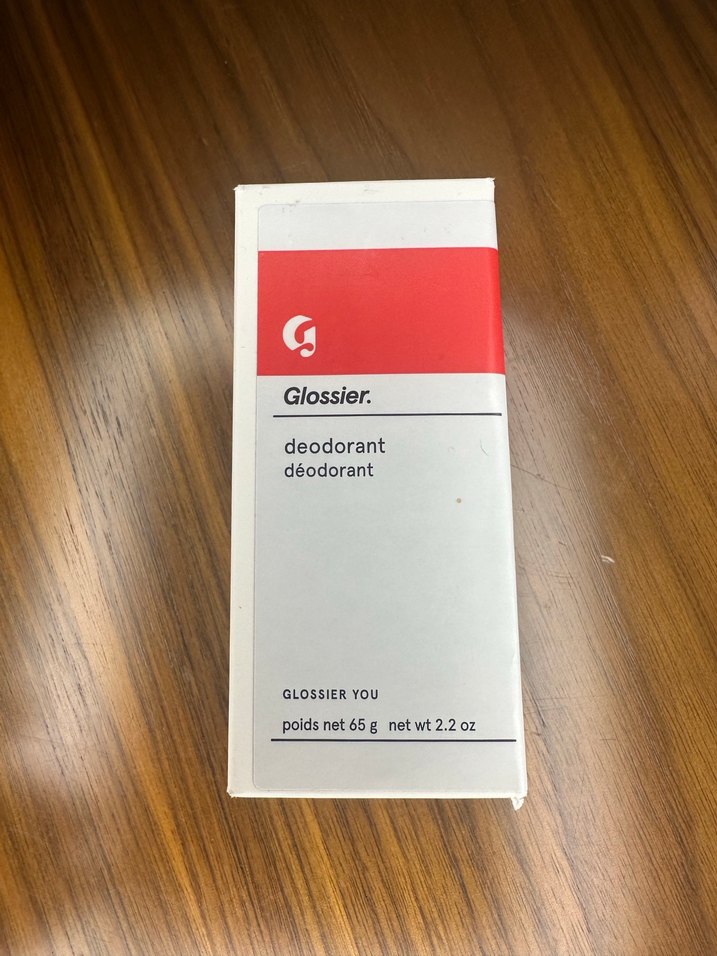 G
Glossier.
deodorant
déodorant
GLOSSIER YOU
poids net 65 g net wt 2.2 oz